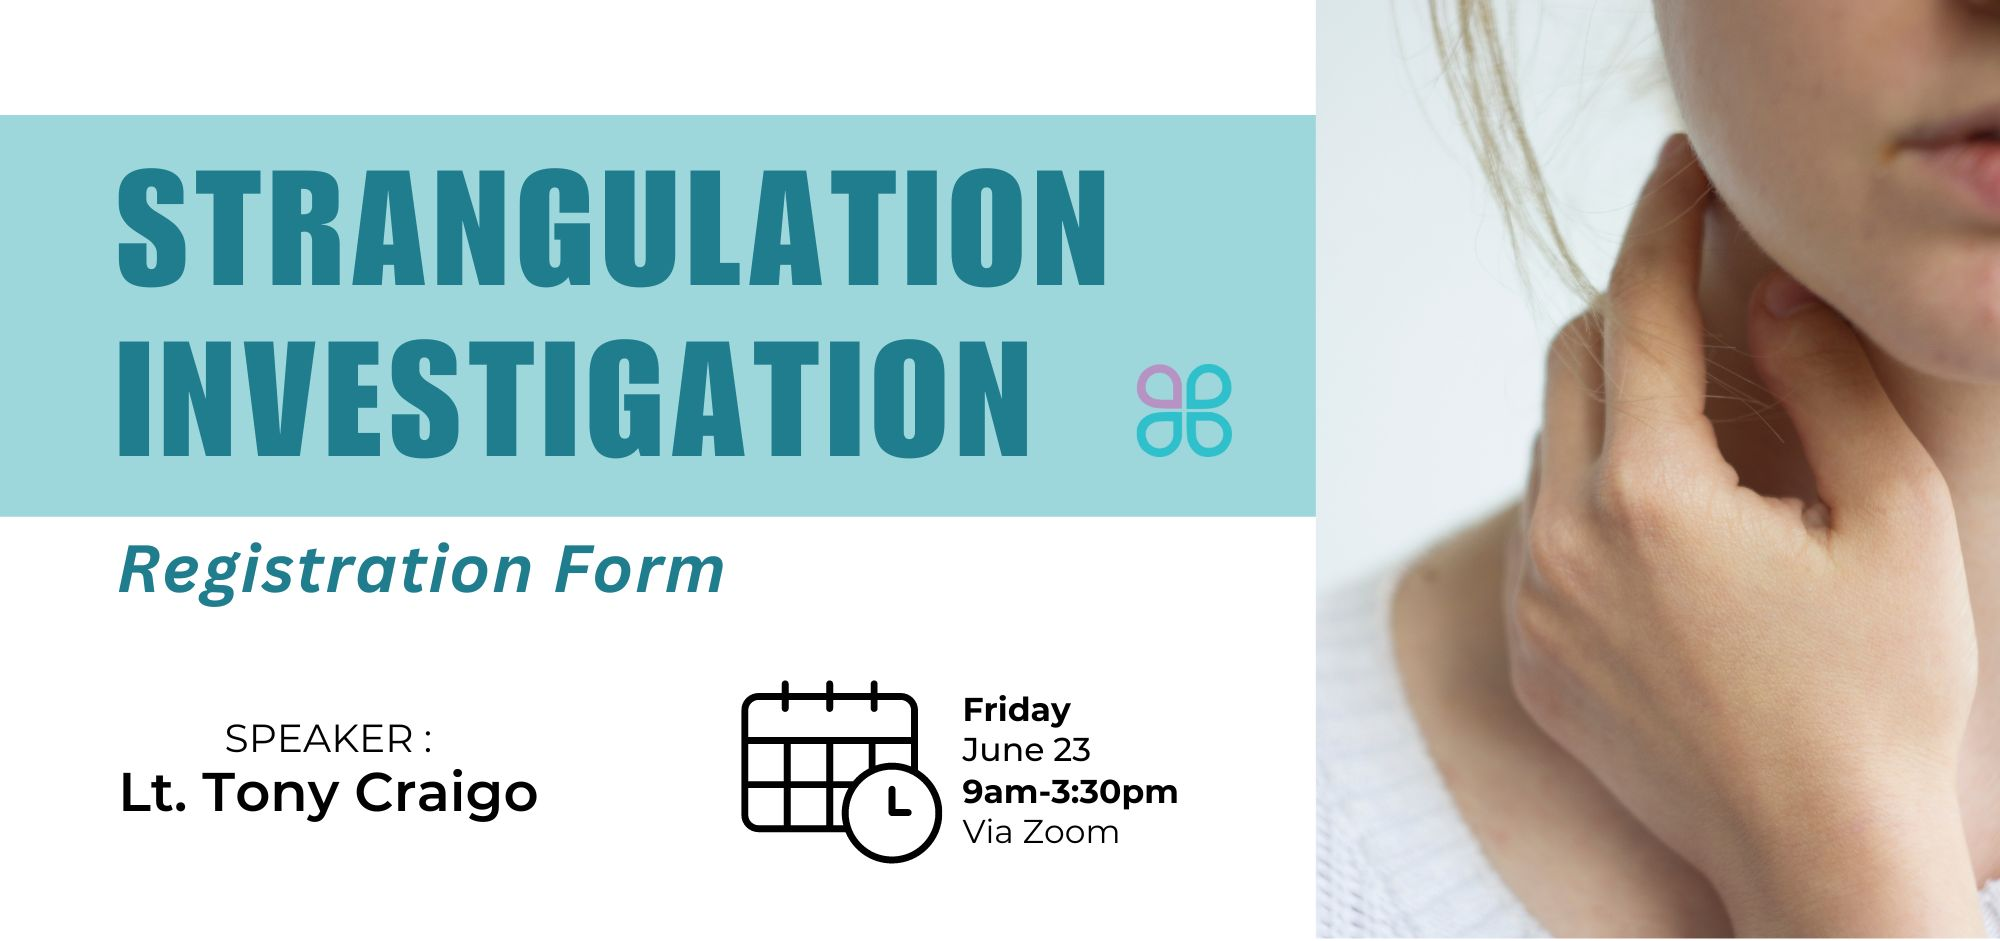 STRANGULATION
INVESTIGATION
Registration Form
SPEAKER :
Lt. Tony Craigo
Friday
June 23
9am-3:30pm
Via Zoom